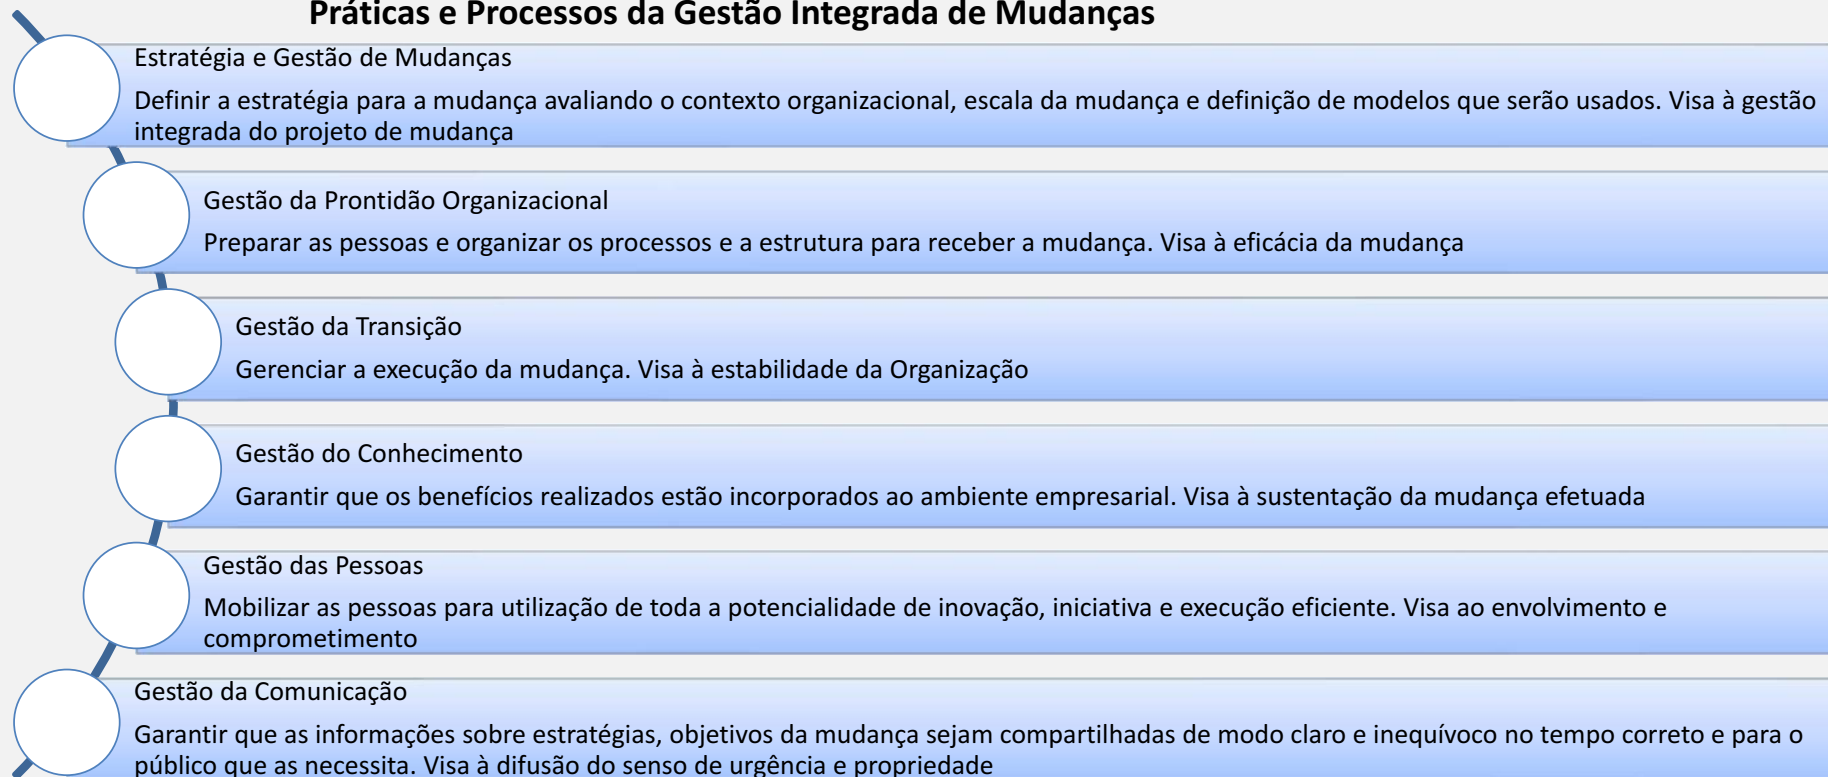 Práticas e Processos da Gestão Integrada de Mudanças
Estratégia e Gestão de Mudanças
Definir a estratégia para a mudança avaliando o contexto organizacional, escala da mudança e definição de modelos que serão usados. Visa à gestão
integrada do projeto de mudança
Gestão da Prontidão Organizacional
Preparar as pessoas e organizar os processos e a estrutura para receber a mudança. Visa à eficácia da mudança
Gestão da Transição
Gerenciar a execução da mudança. Visa à estabilidade da Organização
Gestão do Conhecimento
Garantir que os benefícios realizados estão incorporados ao ambiente empresarial. Visa à sustentação da mudança efetuada
Gestão das Pessoas
Mobilizar as pessoas para utilização de toda a potencialidade de inovação, iniciativa e execução eficiente. Visa ao envolvimento e
comprometimento
Gestão da Comunicação
Garantir que as informações sobre estratégias, objetivos da mudança sejam compartilhadas de modo claro e inequívoco no tempo correto e para o
público que as necessita. Visa à difusão do senso de urgência e propriedade